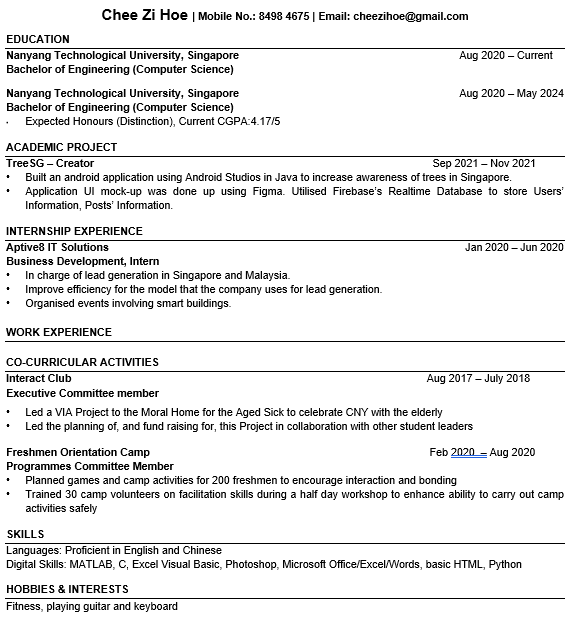 Chee Zi Hoe | Mobile No.: 8498 4675 | Email: cheezihoe@gmail.com
EDUCATION
Nanyang Technological University, Singapore Aug 2020 – Current
Bachelor of Engineering (Computer Science)
Nanyang Technological University, Singapore Aug 2020 – May 2024
Bachelor of Engineering (Computer Science)
• Expected Honours (Distinction), Current CGPA:4.17/5
ACADEMIC PROJECT
TreeSG – Creator Sep 2021 – Nov 2021
• Built an android application using Android Studios in Java to increase awareness of trees in Singapore.
• Application UI mock-up was done up using Figma. Utilised Firebase's Realtime Database to store Users'
Information, Posts' Information.
INTERNSHIP EXPERIENCE
Aptive8 IT Solutions Jan 2020 – Jun 2020
Business Development, Intern
• In charge of lead generation in Singapore and Malaysia.
• Improve efficiency for the model that the company uses for lead generation.
• Organised events involving smart buildings.
WORK EXPERIENCE
CO-CURRICULAR ACTIVITIES
Interact Club Aug 2017 – July 2018
Executive Committee member
• Led a VIA Project to the Moral Home for the Aged Sick to celebrate CNY with the elderly
• Led the planning of, and fund raising for, this Project in collaboration with other student leaders
Freshmen Orientation Camp Feb 2020 – Aug 2020
Programmes Committee Member
• Planned games and camp activities for 200 freshmen to encourage interaction and bonding
• Trained 30 camp volunteers on facilitation skills during a half day workshop to enhance ability to carry out camp
activities safely
SKILLS
Languages: Proficient in English and Chinese
Digital Skills: MATLAB, C, Excel Visual Basic, Photoshop, Microsoft Office/Excel/Words, basic HTML, Python
HOBBIES & INTERESTS
Fitness, playing guitar and keyboard